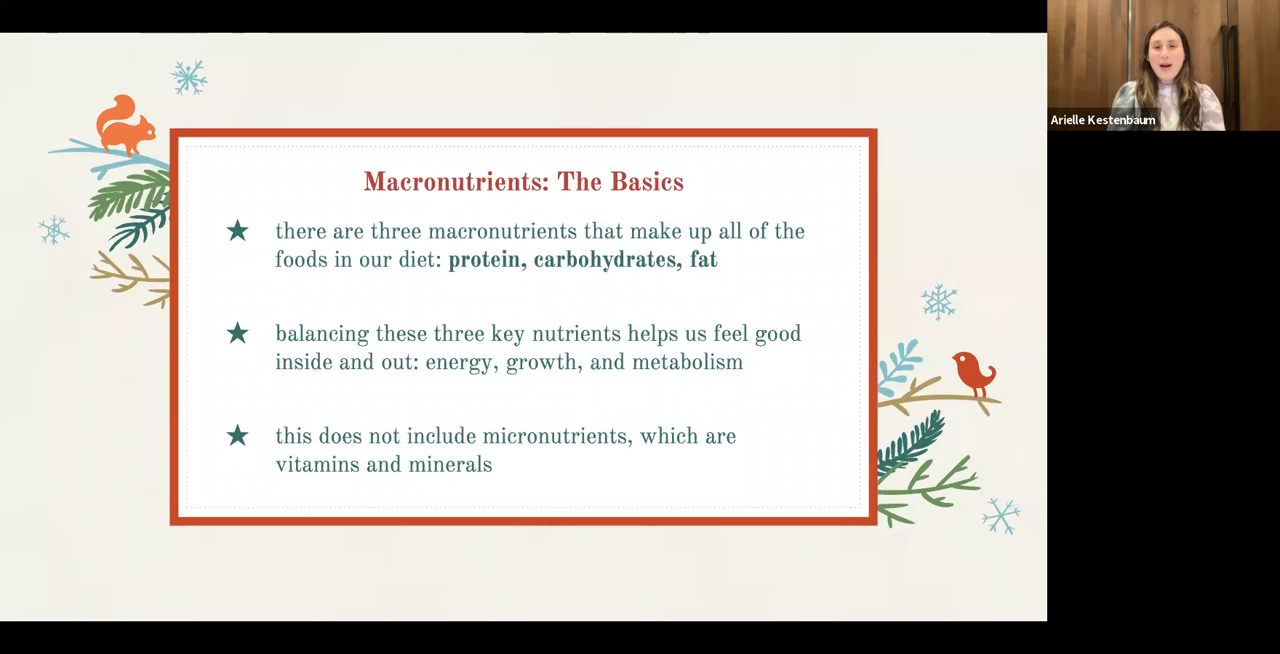 Macronutrients: The Basics
there are three macronutrients that make up all of the
foods in our diet: protein, carbohydrates, fat
balancing these three key nutrients helps us feel good
inside and out: energy, growth, and metabolism
this does not include micronutrients, which are
vitamins and minerals
Arielle Kestenbaum